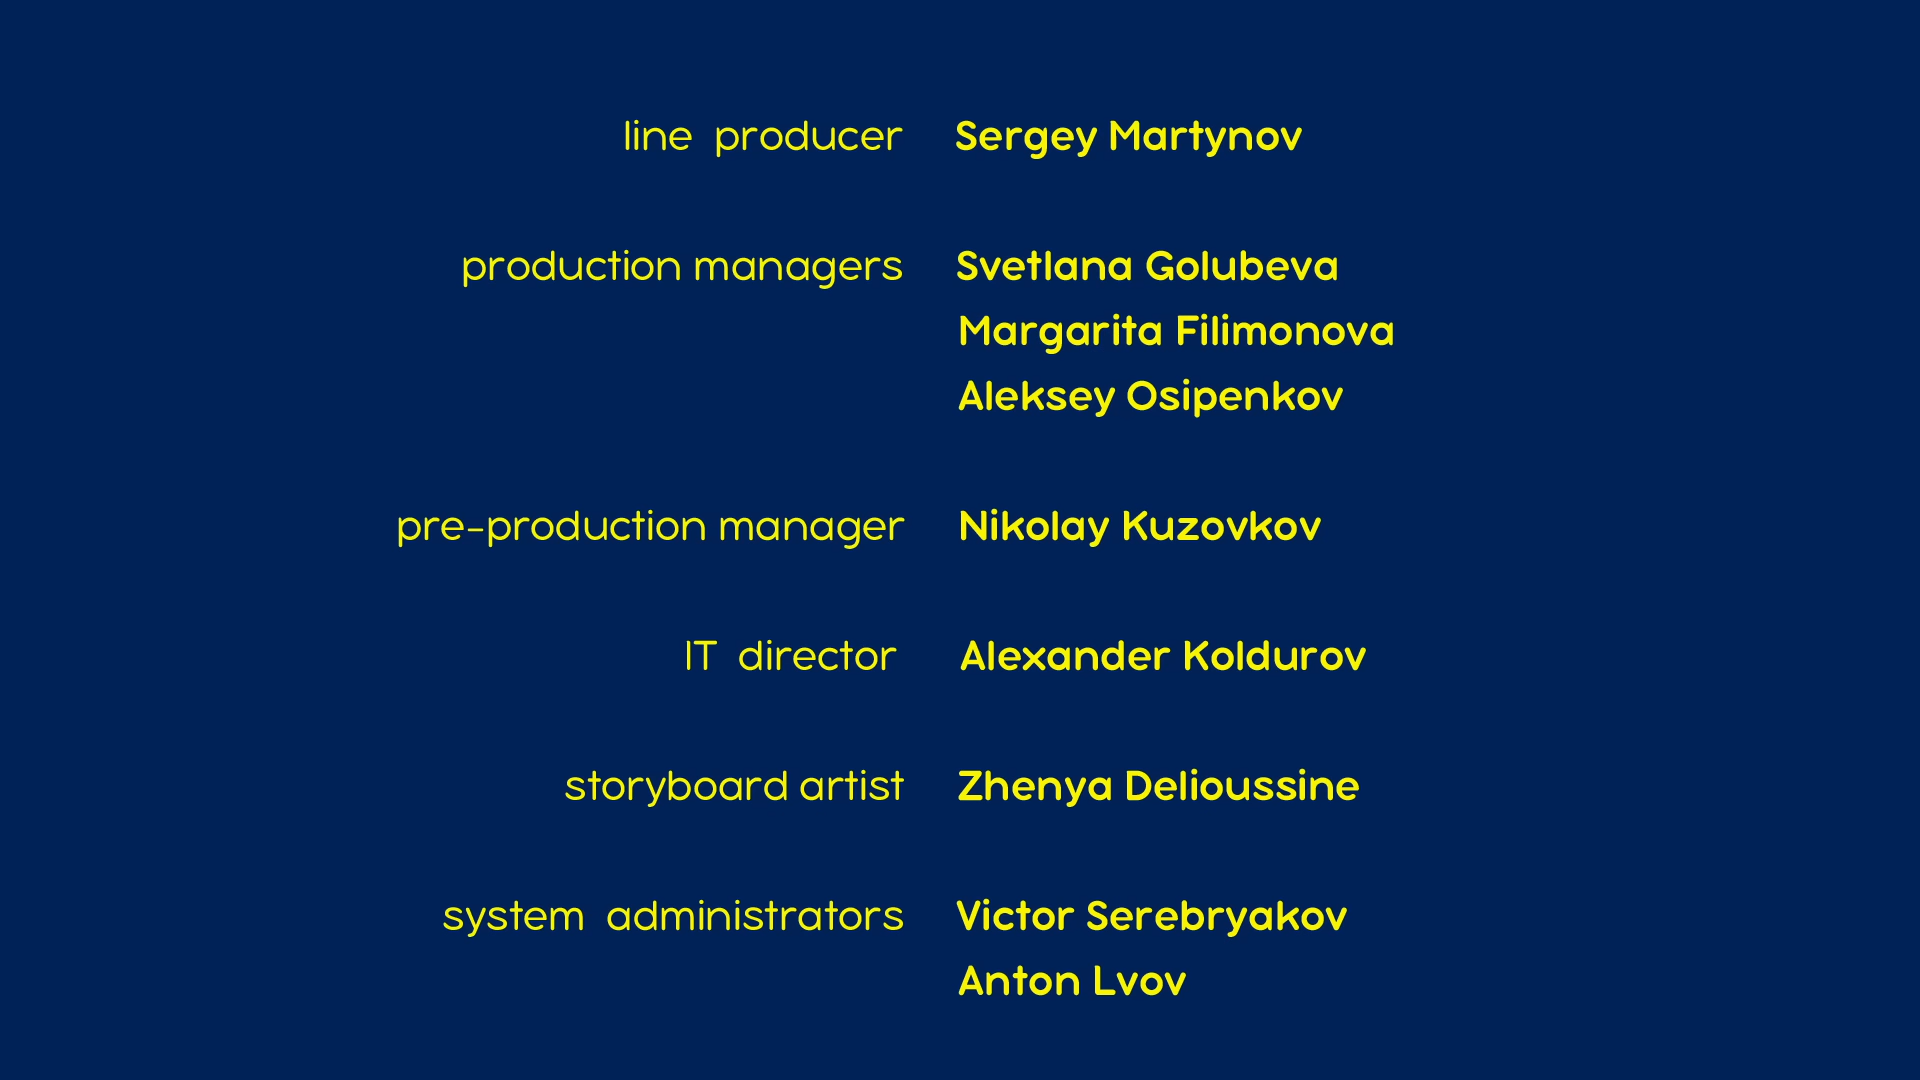 line producer Sergey Martynov
production managers Svetlana Golubeva
Margarita Filimonova
Aleksey Osipenkov
pre-production manager Nikolay Kuzovkov
IT director Alexander Koldurov
storyboard artist Zhenya Delioussine
system administrators Victor Serebryakov
Anton Lvov